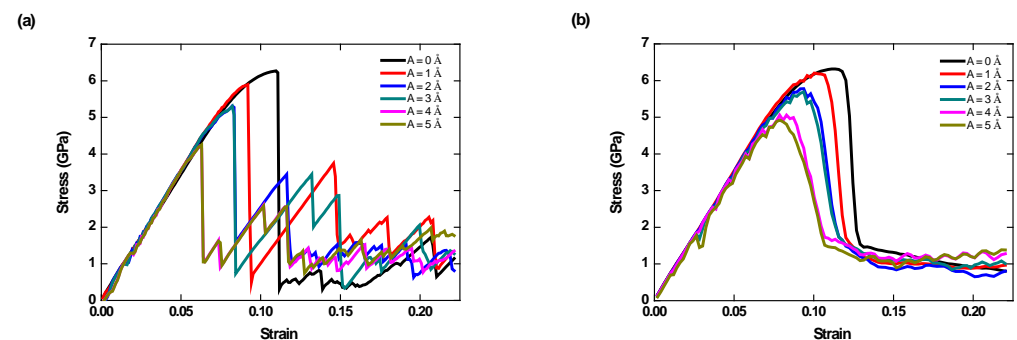 (a)
7
6
5
4
3
2
1
0
0.00
0.05
0.10
0.15
0.20
Stress (GPa)
Strain
A = 0 Å
A = 1 Å
A = 2 Å
A = 3 Å
A = 4 Å
A = 5 Å
(b)
7
6
5
4
3
2
1
0
0.00
0.05
0.10
0.15
0.20
Stress (GPa)
Strain
A = 0 Å
A = 1 Å
A = 2 Å
A = 3 Å
A = 4 Å
A = 5 Å